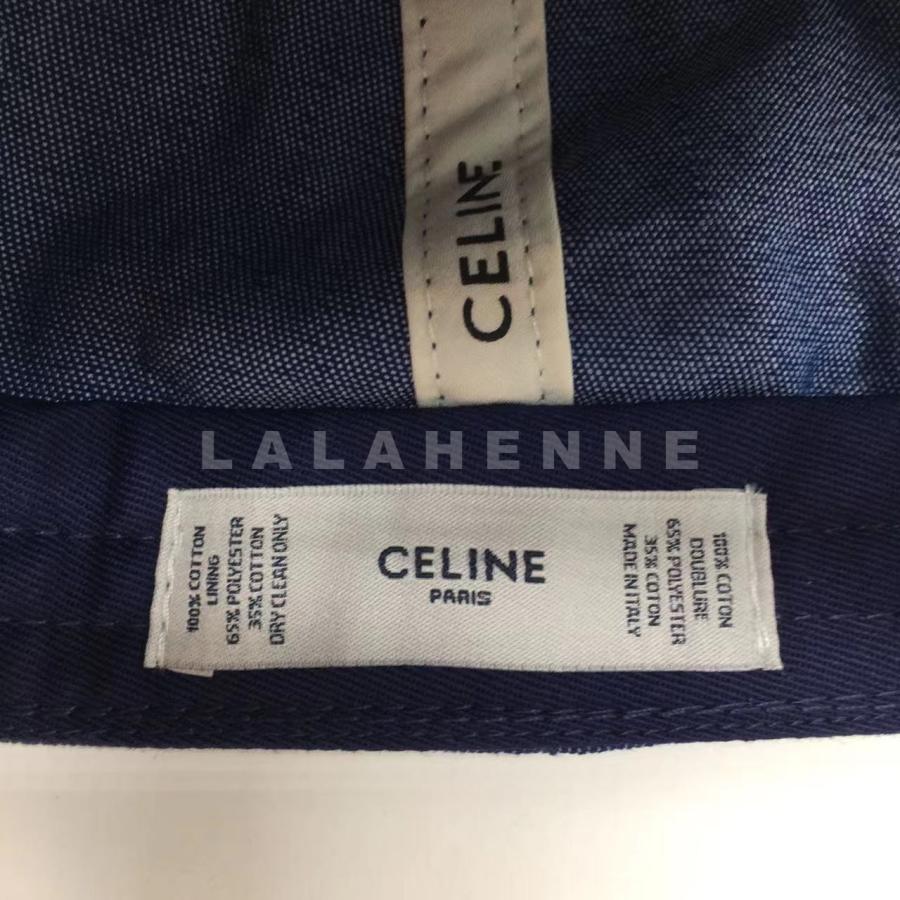 CELINE
LALAHENNE
100% COTTON
LINING
65% POLYESTER
35% COTTON
DRY CLEAN ONLY
CELINE
PARIS
100% COTON
DOUBLURE
65% POLYESTER
35% COTON
MADE IN ITALY